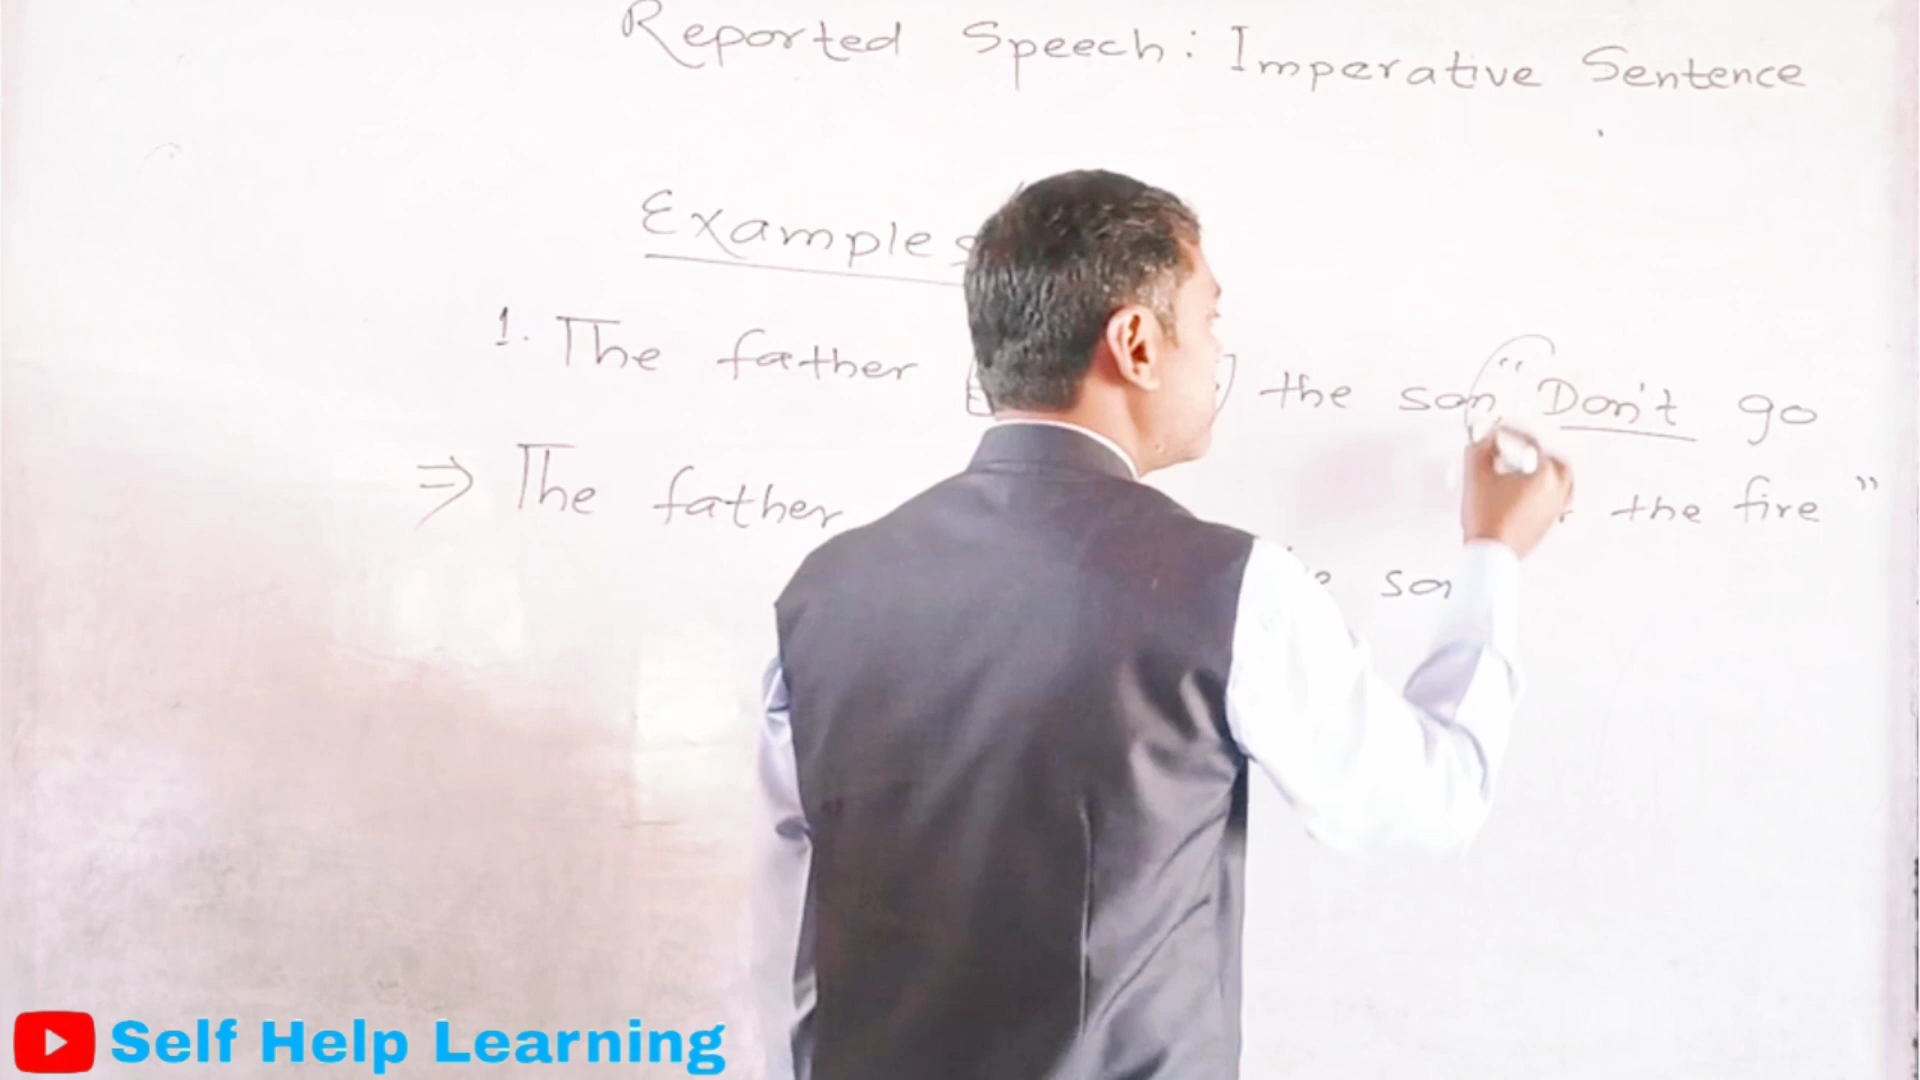 Reported Speech: Imperative Sentence
Examples
1. The father the son "Don't go
the fire"
⇒ The father
son
Self Help Learning